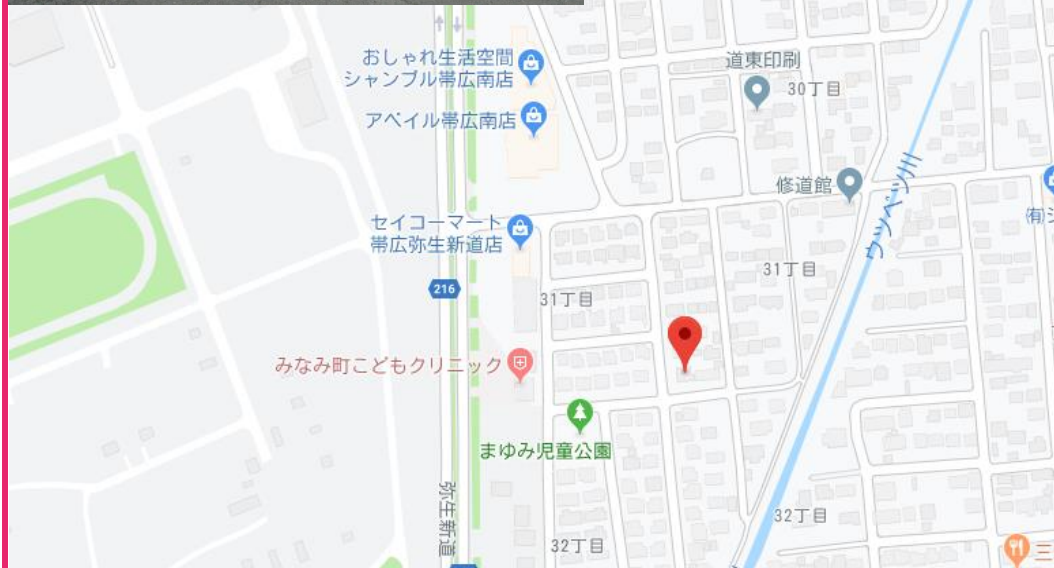 おしゃれ生活空間
シャンブル帯広南店
道東印刷
30丁目
アベイル帯広南店
修道館
ウツベツ川
有シ
セイコーマート
帯広弥生新道店
31丁目
216
31丁目
みなみ町こどもクリニック
まゆみ児童公園
弥生新道
32丁目
32丁目
三